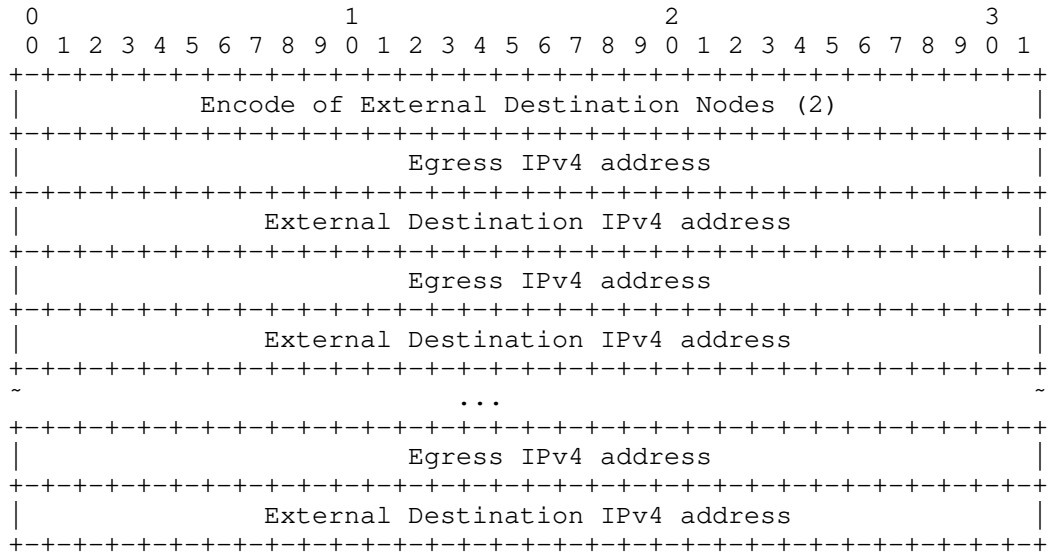 0                   1                   2                   3
 0 1 2 3 4 5 6 7 8 9 0 1 2 3 4 5 6 7 8 9 0 1 2 3 4 5 6 7 8 9 0 1
+-+-+-+-+-+-+-+-+-+-+-+-+-+-+-+-+-+-+-+-+-+-+-+-+-+-+-+-+-+-+-+-+
|           Encode of External Destination Nodes (2)            |
+-+-+-+-+-+-+-+-+-+-+-+-+-+-+-+-+-+-+-+-+-+-+-+-+-+-+-+-+-+-+-+-+
|                        Egress IPv4 address                    |
+-+-+-+-+-+-+-+-+-+-+-+-+-+-+-+-+-+-+-+-+-+-+-+-+-+-+-+-+-+-+-+-+
|               External Destination IPv4 address               |
+-+-+-+-+-+-+-+-+-+-+-+-+-+-+-+-+-+-+-+-+-+-+-+-+-+-+-+-+-+-+-+-+
|                        Egress IPv4 address                    |
+-+-+-+-+-+-+-+-+-+-+-+-+-+-+-+-+-+-+-+-+-+-+-+-+-+-+-+-+-+-+-+-+
|               External Destination IPv4 address               |
+-+-+-+-+-+-+-+-+-+-+-+-+-+-+-+-+-+-+-+-+-+-+-+-+-+-+-+-+-+-+-+-+
~                           ...                                 ~
+-+-+-+-+-+-+-+-+-+-+-+-+-+-+-+-+-+-+-+-+-+-+-+-+-+-+-+-+-+-+-+-+
|                        Egress IPv4 address                    |
+-+-+-+-+-+-+-+-+-+-+-+-+-+-+-+-+-+-+-+-+-+-+-+-+-+-+-+-+-+-+-+-+
|               External Destination IPv4 address               |
+-+-+-+-+-+-+-+-+-+-+-+-+-+-+-+-+-+-+-+-+-+-+-+-+-+-+-+-+-+-+-+-+